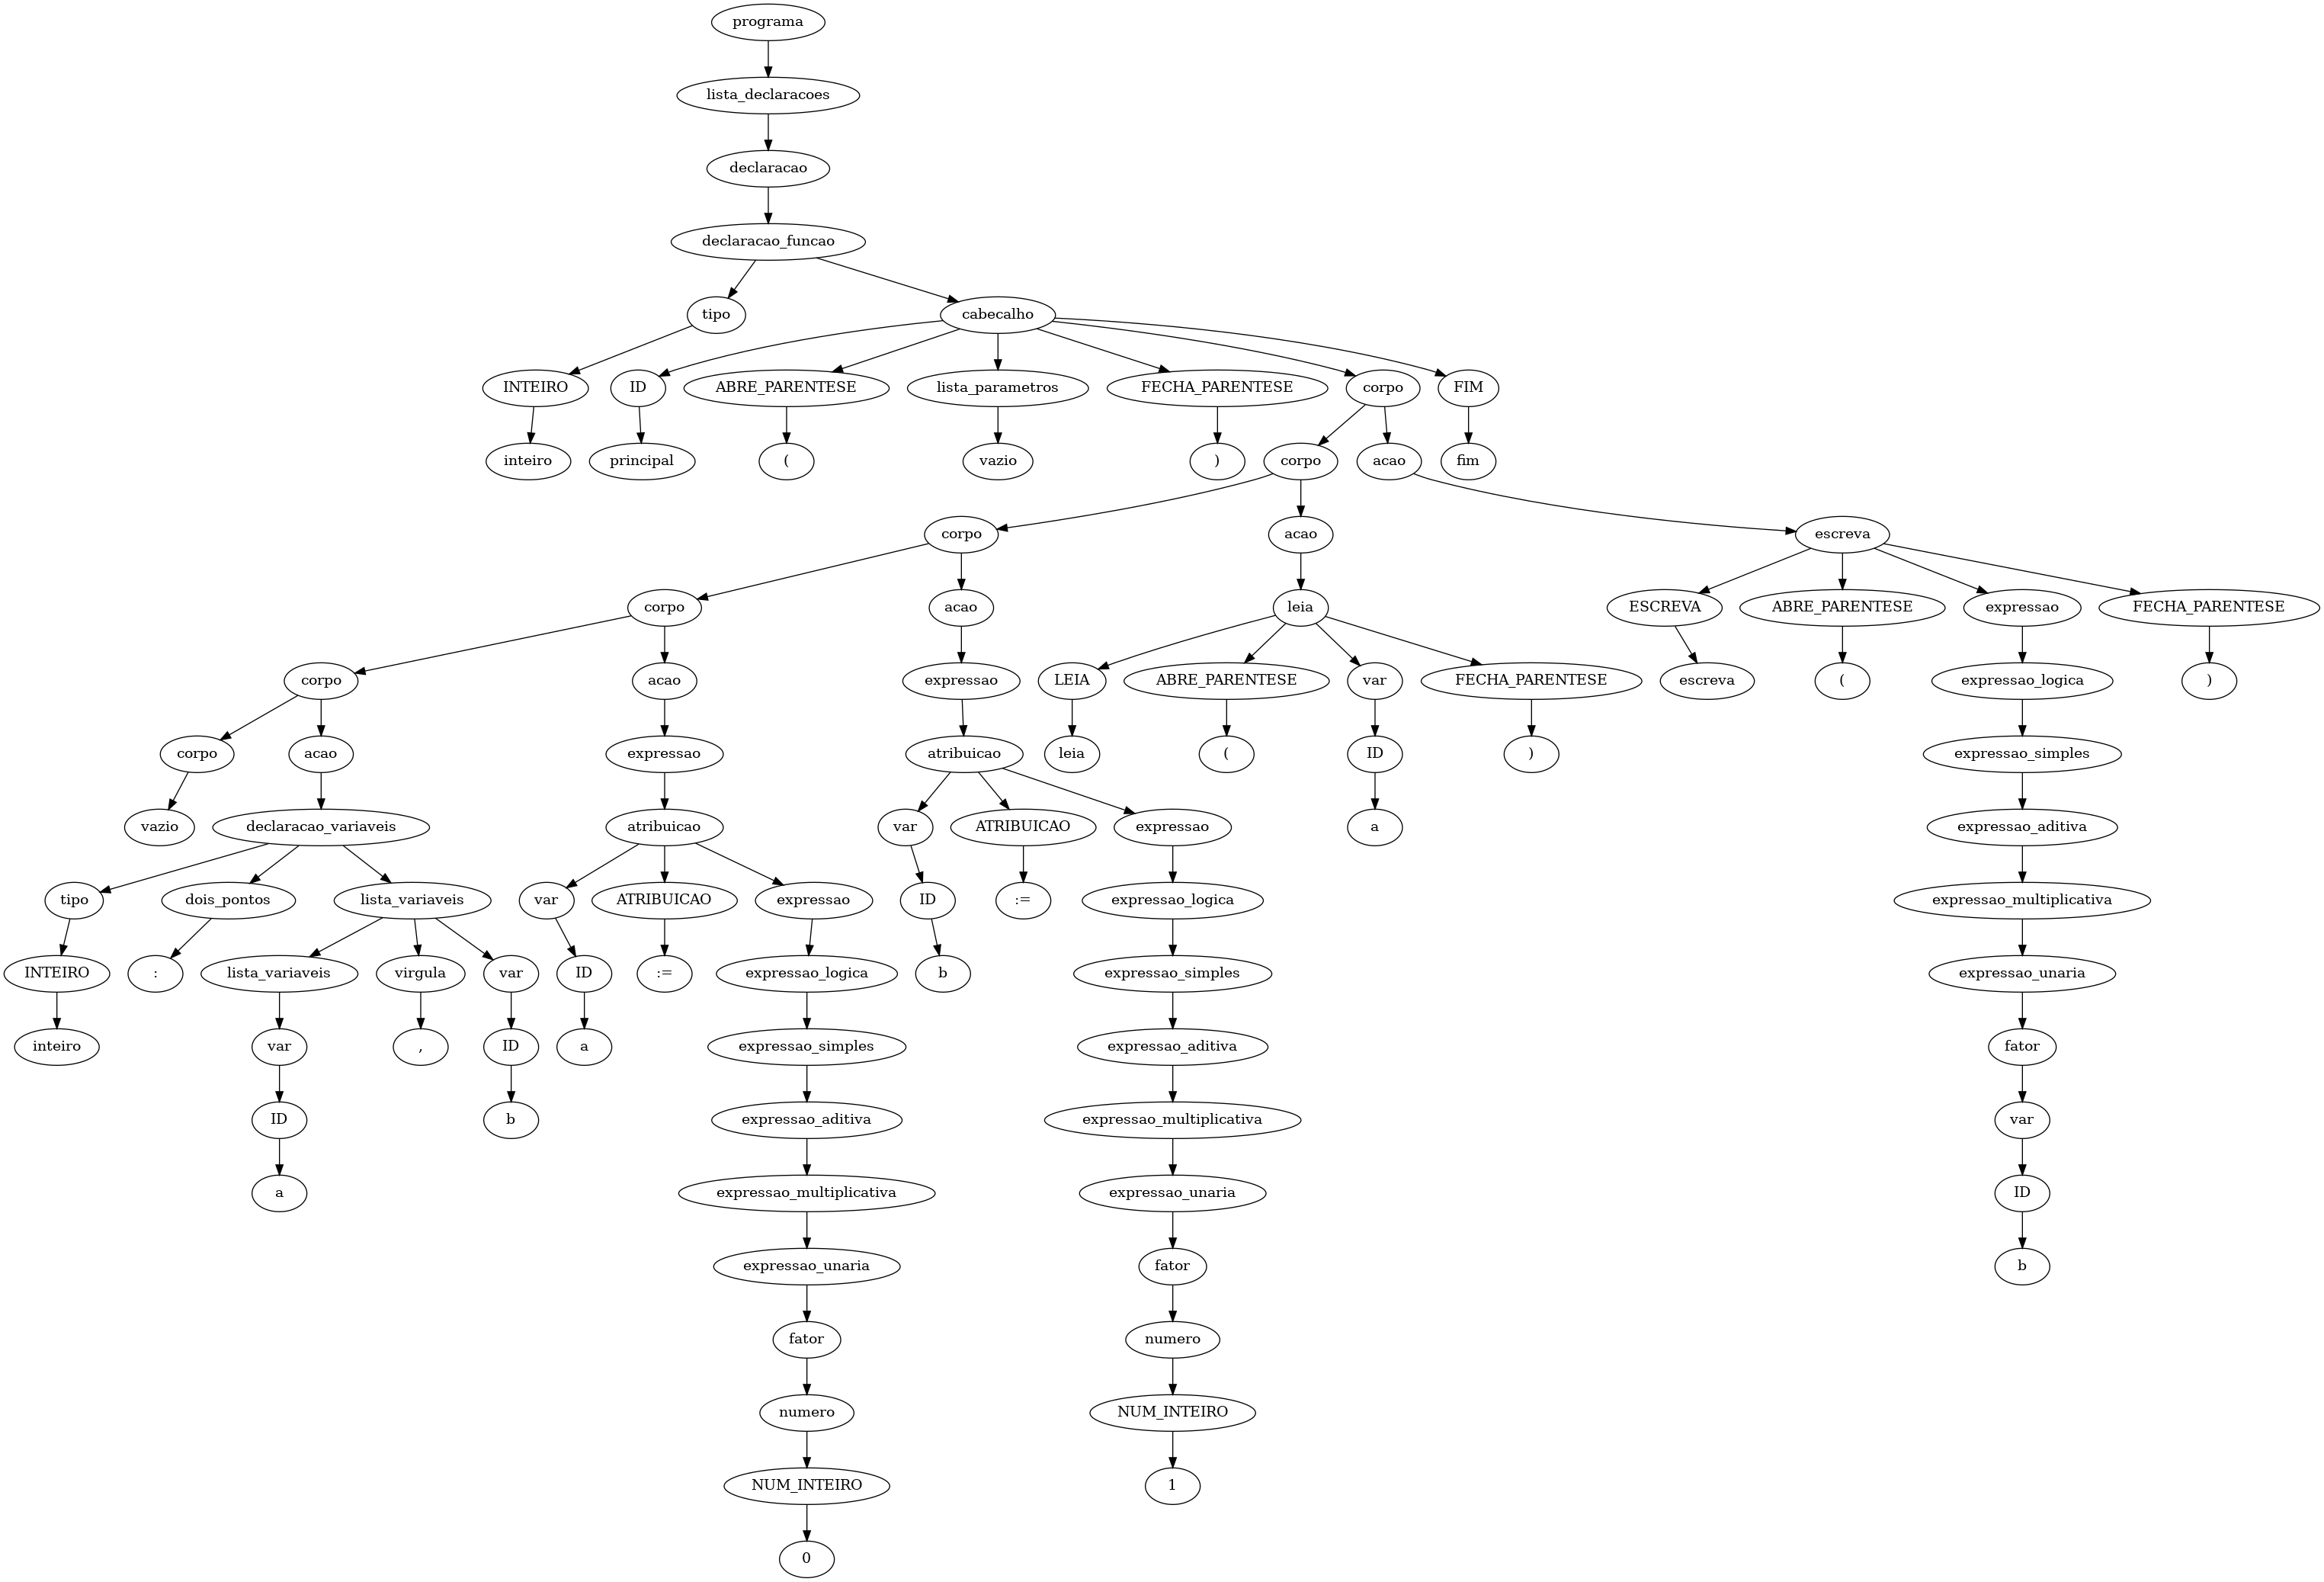 programa
lista_declaracoes
declaracao
declaracao_funcao
tipo cabecalho
INTEIRO ID ABRE_PARENTESE lista_parametros FECHA_PARENTESE corpo FIM
inteiro principal ( vazio ) corpo acao fim
corpo acao escreva
corpo acao leia ESCREVA ABRE_PARENTESE expressao FECHA_PARENTESE
corpo acao expressao LEIA ABRE_PARENTESE var FECHA_PARENTESE escreva ( expressao_logica )
corpo acao expressao atribuicao leia ( ID ) expressao_simples
vazio declaracao_variaveis atribuicao var ATRIBUICAO expressao a expressao_aditiva
tipo dois_pontos lista_variaveis var ATRIBUICAO expressao ID := expressao_logica expressao_multiplicativa
INTEIRO : lista_variaveis virgula var ID := expressao_logica b expressao_simples expressao_unaria
inteiro var , ID a expressao_simples expressao_aditiva fator
ID b expressao_aditiva expressao_multiplicativa var
a expressao_multiplicativa expressao_unaria ID
expressao_unaria fator b
fator numero
numero NUM_INTEIRO
NUM_INTEIRO 1
0